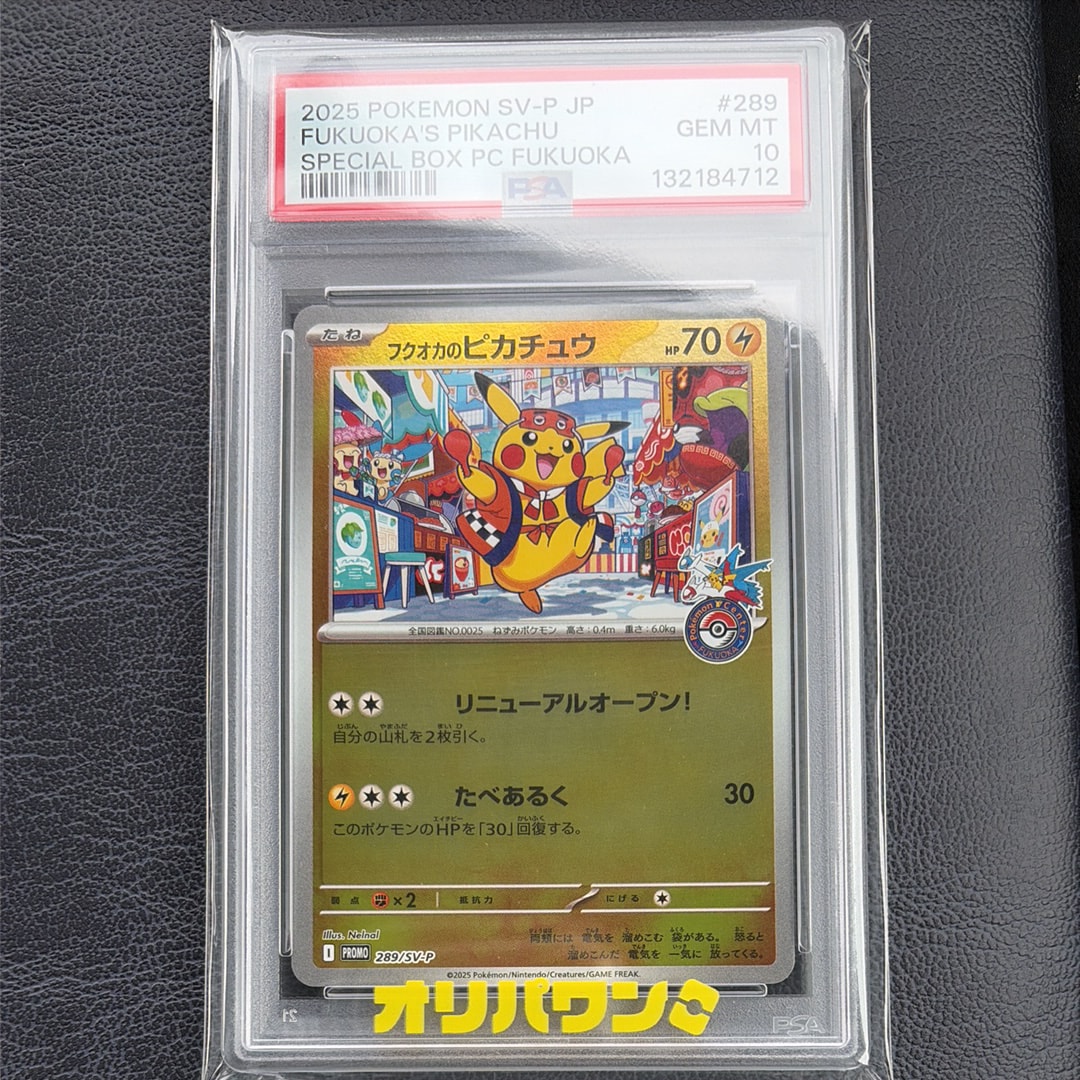 2025 POKEMON SV-P JP #289
FUKUOKA'S PIKACHU GEM MT
SPECIAL BOX PC FUKUOKA 10
PSA 132184712
たね フクオカのピカチュウ HP70
Pokémon Center
FUKUOKA
全国図鑑NO.0025 ねずみポケモン 高さ:0.4m 重さ:6.0kg
リニューアルオープン!
自分の山札を2枚引く。
たべあるく 30
このポケモンのHPを「30」回復する。
弱点 ×2 抵抗力 にげる
Illus. Neinal
両頬には 電気を 溜めこむ 袋がある。 怒ると
I PROMO 289/SV-P
溜めこんだ 電気を 一気に 放ってくる。
©2025 Pokémon/Nintendo/Creatures/GAME FREAK.
オリパワン
21 PSA